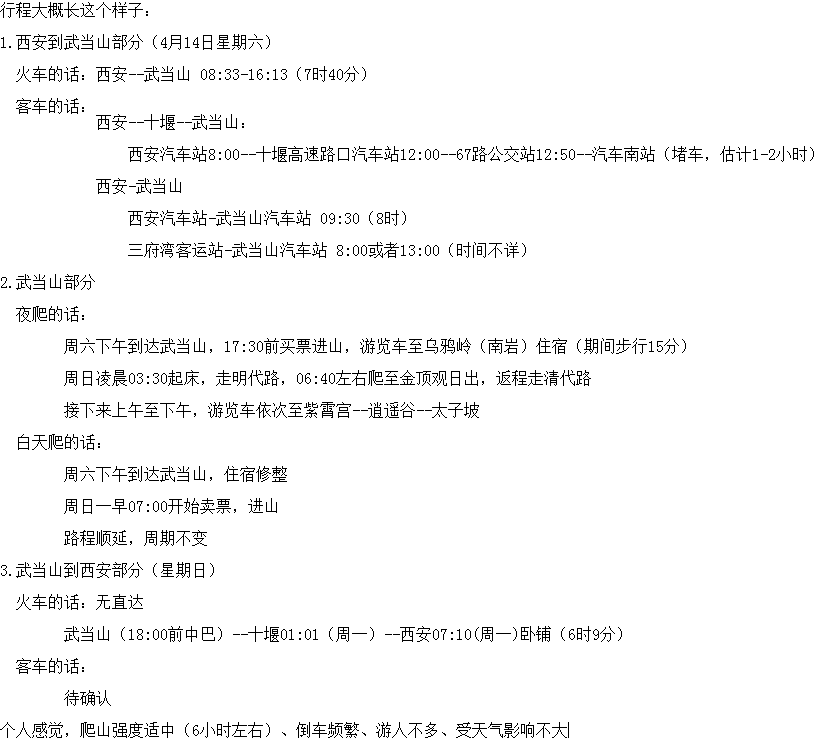 行程大概长这个样子：
1.西安到武当山部分（4月14日星期六）
火车的话：西安--武当山 08:33-16:13（7时40分）
客车的话：
西安--十堰--武当山：
西安汽车站8:00--十堰高速路口汽车站12:00--67路公交站12:50--汽车南站（堵车，估计1-2小时）
西安-武当山
西安汽车站-武当山汽车站 09:30（8时）
三府湾客运站-武当山汽车站 8:00或者13:00（时间不详）
2.武当山部分
夜爬的话：
周六下午到达武当山，17:30前买票进山，游览车至乌鸦岭（南岩）住宿（期间步行15分）
周日凌晨03:30起床，走明代路，06:40左右爬至金顶观日出，返程走清代路
接下来上午至下午，游览车依次至紫霄宫--逍遥谷--太子坡
白天爬的话：
周六下午到达武当山，住宿修整
周日一早07:00开始卖票，进山
路程顺延，周期不变
3.武当山到西安部分（星期日）
火车的话：无直达
武当山（18:00前中巴）--十堰01:01（周一）--西安07:10(周一)卧铺（6时9分）
客车的话：
待确认
个人感觉，爬山强度适中（6小时左右）、倒车频繁、游人不多、受天气影响不大